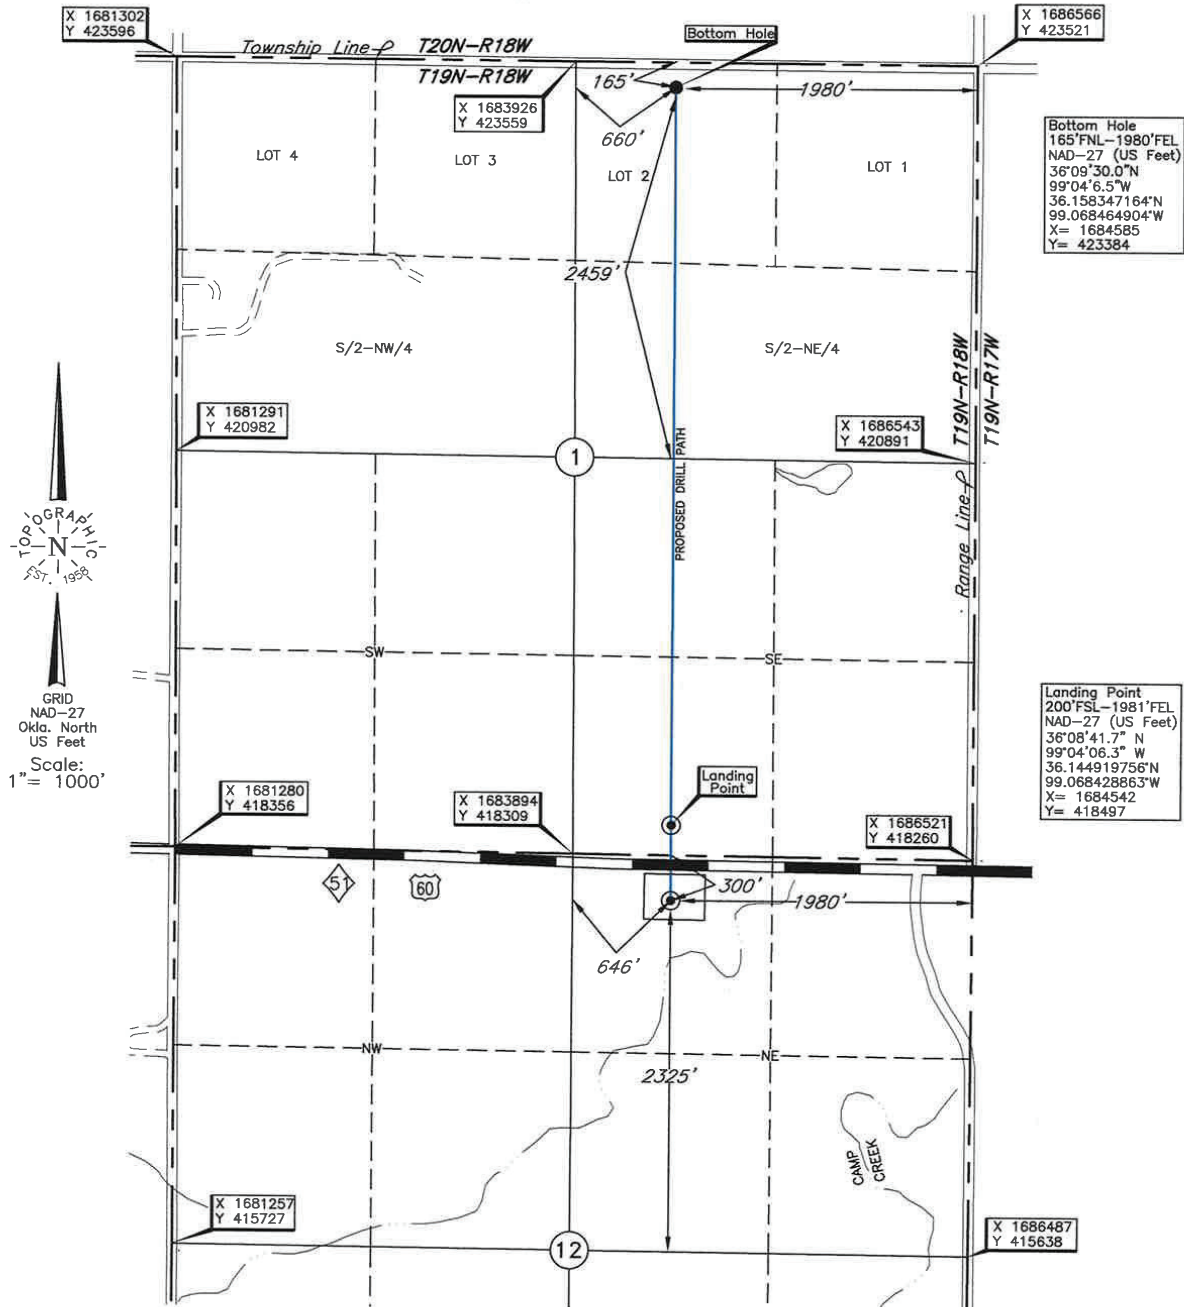 X 1681302
Y 423596
X 1686566
Y 423521
Township Line
T20N-R18W
T19N-R18W
Bottom Hole
165'
1980'
X 1683926
Y 423559
660'
LOT 4
LOT 3
LOT 2
LOT 1
Bottom Hole
165'FNL-1980'FEL
NAD-27 (US Feet)
36°09'30.0"N
99°04'6.5"W
36.158347164°N
99.068464904°W
X= 1684585
Y= 423384
2459'
S/2-NW/4
S/2-NE/4
T19N-R18W
T19N-R17W
X 1681291
Y 420982
X 1686543
Y 420891
1
PROPOSED DRILL PATH
Range Line
TOPOGRAPHIC
N
EST. 1958
SW
SE
GRID
NAD-27
Okla. North
US Feet
Scale:
1"= 1000'
Landing Point
200'FSL-1981'FEL
NAD-27 (US Feet)
36°08'41.7" N
99°04'06.3" W
36.144919756°N
99.068428863°W
X= 1684542
Y= 418497
Landing
Point
X 1681280
Y 418356
X 1683894
Y 418309
X 1686521
Y 418260
51
60
300'
1980'
646'
NW
NE
2325'
CAMP
CREEK
X 1681257
Y 415727
X 1686487
Y 415638
12